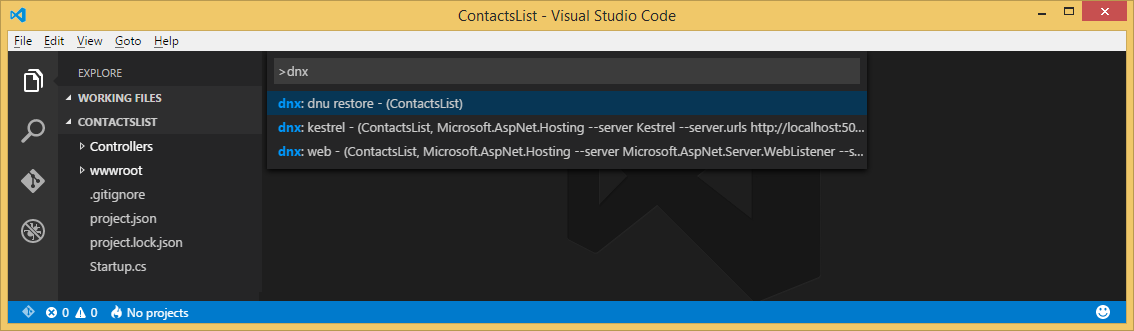 ContactsList - Visual Studio Code
File Edit View Goto Help
EXPLORE
WORKING FILES
CONTACTSLIST
Controllers
wwwroot
.gitignore
project.json
project.lock.json
Startup.cs
>dnx
dnx: dnu restore - (ContactsList)
dnx: kestrel - (ContactsList, Microsoft.AspNet.Hosting --server Kestrel --server.urls http://localhost:50...
dnx: web - (ContactsList, Microsoft.AspNet.Hosting --server Microsoft.AspNet.Server.WebListener --s...
0 0 No projects